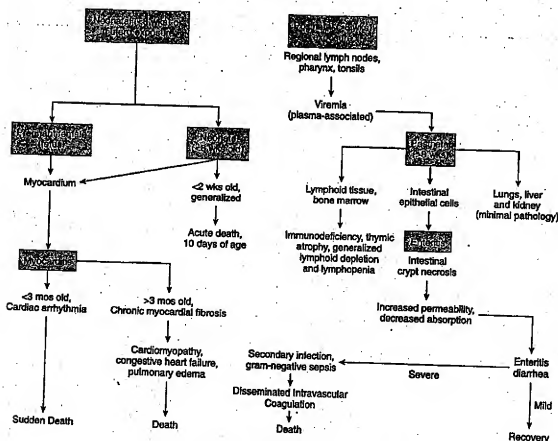 Regional lymph nodes,
pharynx, tonsils
Viremia
(plasma-associated)
Myocardium
<2 wks old,
generalized
Acute death,
10 days of age
Lymphoid tissue,
bone marrow
Intestinal
epithelial cells
Lungs, liver
and kidney
(minimal pathology)
Immunodeficiency, thymic
atrophy, generalized
lymphoid depletion
and lymphopenia
Enteritis
Intestinal
crypt necrosis
Myocarditis
<3 mos old,
Cardiac arrhythmia
>3 mos old,
Chronic myocardial fibrosis
Increased permeability,
decreased absorption
Cardiomyopathy,
congestive heart failure,
pulmonary edema
Secondary infection,
gram-negative sepsis
Severe
Enteritis
diarrhea
Disseminated Intravascular
Coagulation
Mild
Sudden Death
Death
Death
Recovery